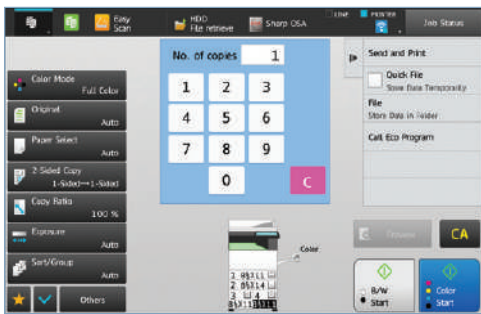 Easy
Scan
HDD
File retrieve
Sharp OSA
LINE
PRINTER
Job Status
No. of copies 1
1 2 3
4 5 6
7 8 9
0 C
Color Mode
Full Color
Original
Auto
Paper Select
Auto
2-Sided Copy
1-Sided→1-Sided
Copy Ratio
100 %
Exposure
Auto
Sort/Group
Auto
Others
Send and Print
Quick File
Save Data Temporarily
File
Store Data in Folder
Call Eco Program
Color
Preview
CA
B/W
Start
Color
Start